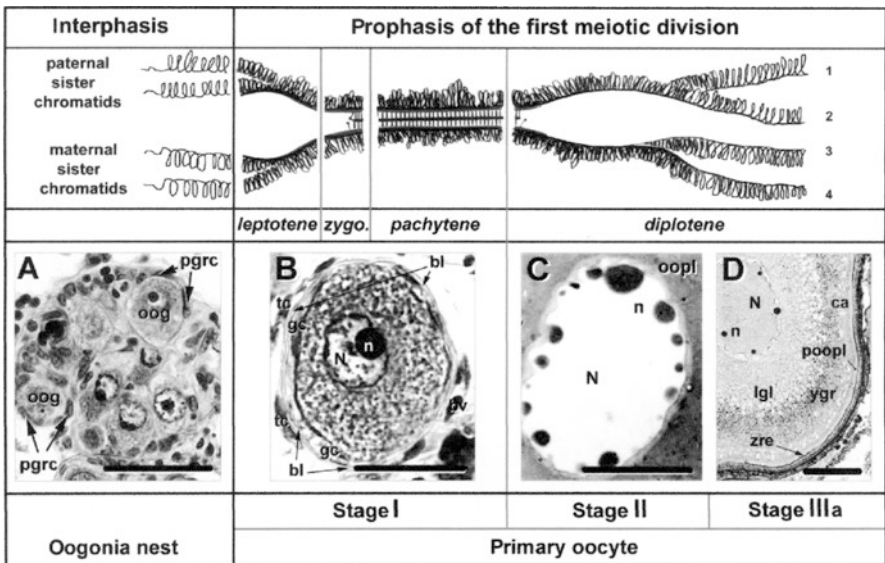 Interphasis
Prophasis of the first meiotic division
paternal
sister
chromatids
maternal
sister
chromatids
1
2
3
4
leptotene
zygo.
pachytene
diplotene
A
pgrc
oog
oog
pgrc
B
bl
tc
gc
n
N
pv
tc
gc
bl
C
oopl
n
N
D
N
ca
n
poopl
lgl
ygr
zre
Stage I
Stage II
Stage IIIa
Oogonia nest
Primary oocyte